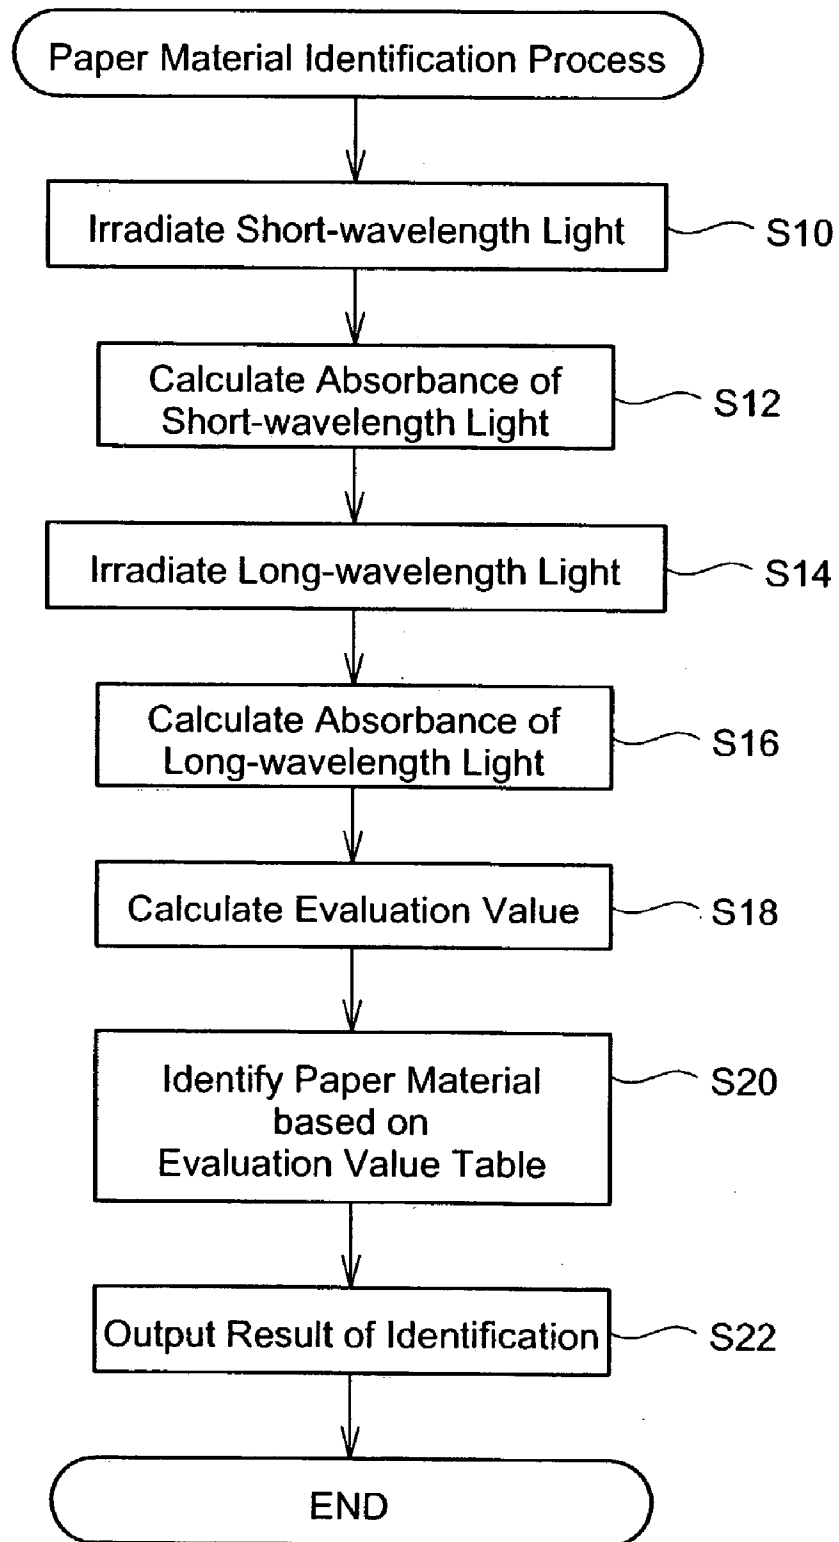 Paper Material Identification Process
Irradiate Short-wavelength Light
S10
Calculate Absorbance of
Short-wavelength Light
S12
Irradiate Long-wavelength Light
S14
Calculate Absorbance of
Long-wavelength Light
S16
Calculate Evaluation Value
S18
Identify Paper Material
based on
Evaluation Value Table
S20
Output Result of Identification
S22
END